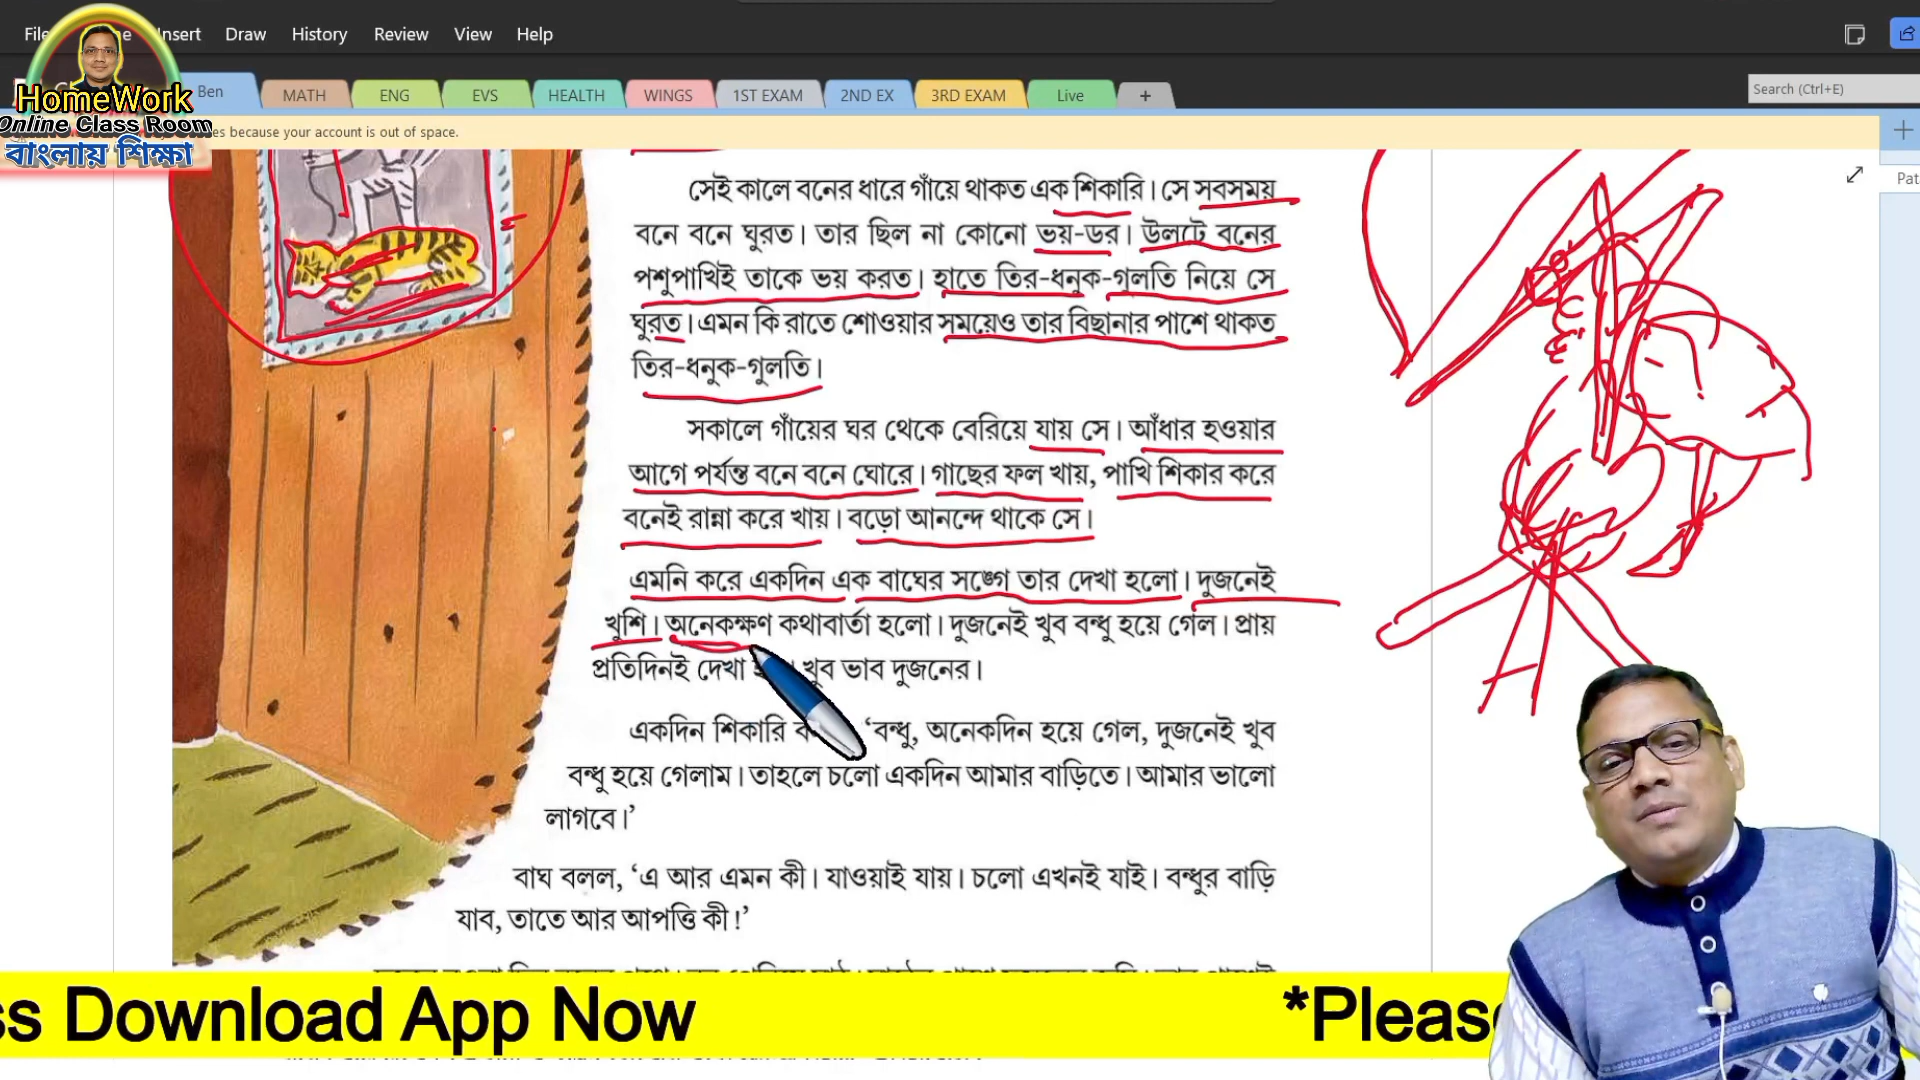 File Home Insert Draw History Review View Help
HomeWork
Online Class Room
বাংলায় শিক্ষা
Ben MATH ENG EVS HEALTH WINGS 1ST EXAM 2ND EX 3RD EXAM Live +
Search (Ctrl+E)
because your account is out of space.
Pat
সেই কালে বনের ধারে গাঁয়ে থাকত এক শিকারি। সে সবসময়
বনে বনে ঘুরত। তার ছিল না কোনো ভয়-ডর। উলটে বনের
পশুপাখিই তাকে ভয় করত। হাতে তির-ধনুক-গুলতি নিয়ে সে
ঘুরত। এমন কি রাতে শোওয়ার সময়েও তার বিছানার পাশে থাকত
তির-ধনুক-গুলতি।
সকালে গাঁয়ের ঘর থেকে বেরিয়ে যায় সে। আঁধার হওয়ার
আগে পর্যন্ত বনে বনে ঘোরে। গাছের ফল খায়, পাখি শিকার করে
বনেই রান্না করে খায়। বড়ো আনন্দে থাকে সে।
এমনি করে একদিন এক বাঘের সঙ্গে তার দেখা হলো। দুজনেই
খুশি। অনেকক্ষণ কথাবার্তা হলো। দুজনেই খুব বন্ধু হয়ে গেল। প্রায়
প্রতিদিনই দেখা খুব ভাব দুজনের।
একদিন শিকারি ‘বন্ধু, অনেকদিন হয়ে গেল, দুজনেই খুব
বন্ধু হয়ে গেলাম। তাহলে চলো একদিন আমার বাড়িতে। আমার ভালো
লাগবে।’
বাঘ বলল, ‘এ আর এমন কী। যাওয়াই যায়। চলো এখনই যাই। বন্ধুর বাড়ি
যাব, তাতে আর আপত্তি কী!’
ss Download App Now *Please